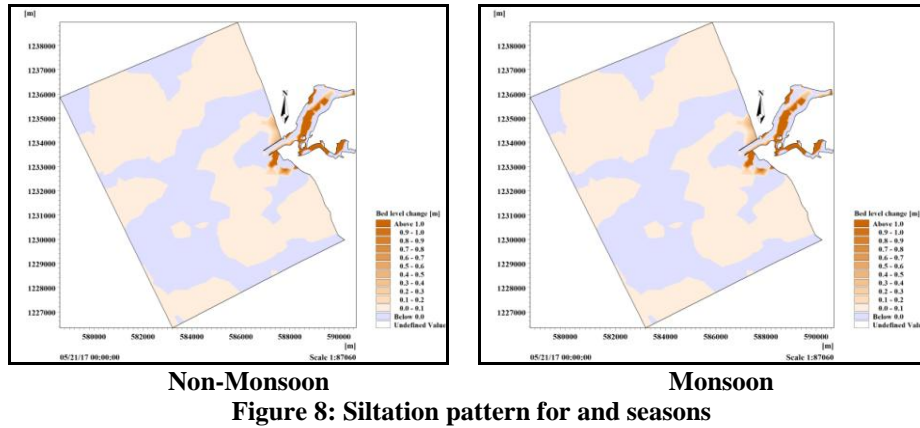 [m]
1238000
1237000
1236000
1235000
1234000
1233000
1232000
1231000
1230000
1229000
1228000
1227000
N
Bed level change [m]
Above 1.0
0.9 - 1.0
0.8 - 0.9
0.7 - 0.8
0.6 - 0.7
0.5 - 0.6
0.4 - 0.5
0.3 - 0.4
0.2 - 0.3
0.1 - 0.2
0.0 - 0.1
Below 0.0
Undefined Value
580000 582000 584000 586000 588000 590000
[m]
05/21/17 00:00:00 Scale 1:87060
[m]
1238000
1237000
1236000
1235000
1234000
1233000
1232000
1231000
1230000
1229000
1228000
1227000
N
Bed level change [m]
Above 1.0
0.9 - 1.0
0.8 - 0.9
0.7 - 0.8
0.6 - 0.7
0.5 - 0.6
0.4 - 0.5
0.3 - 0.4
0.2 - 0.3
0.1 - 0.2
0.0 - 0.1
Below 0.0
Undefined Value
580000 582000 584000 586000 588000 590000
[m]
05/21/17 00:00:00 Scale 1:87060
Non-Monsoon Monsoon
Figure 8: Siltation pattern for and seasons